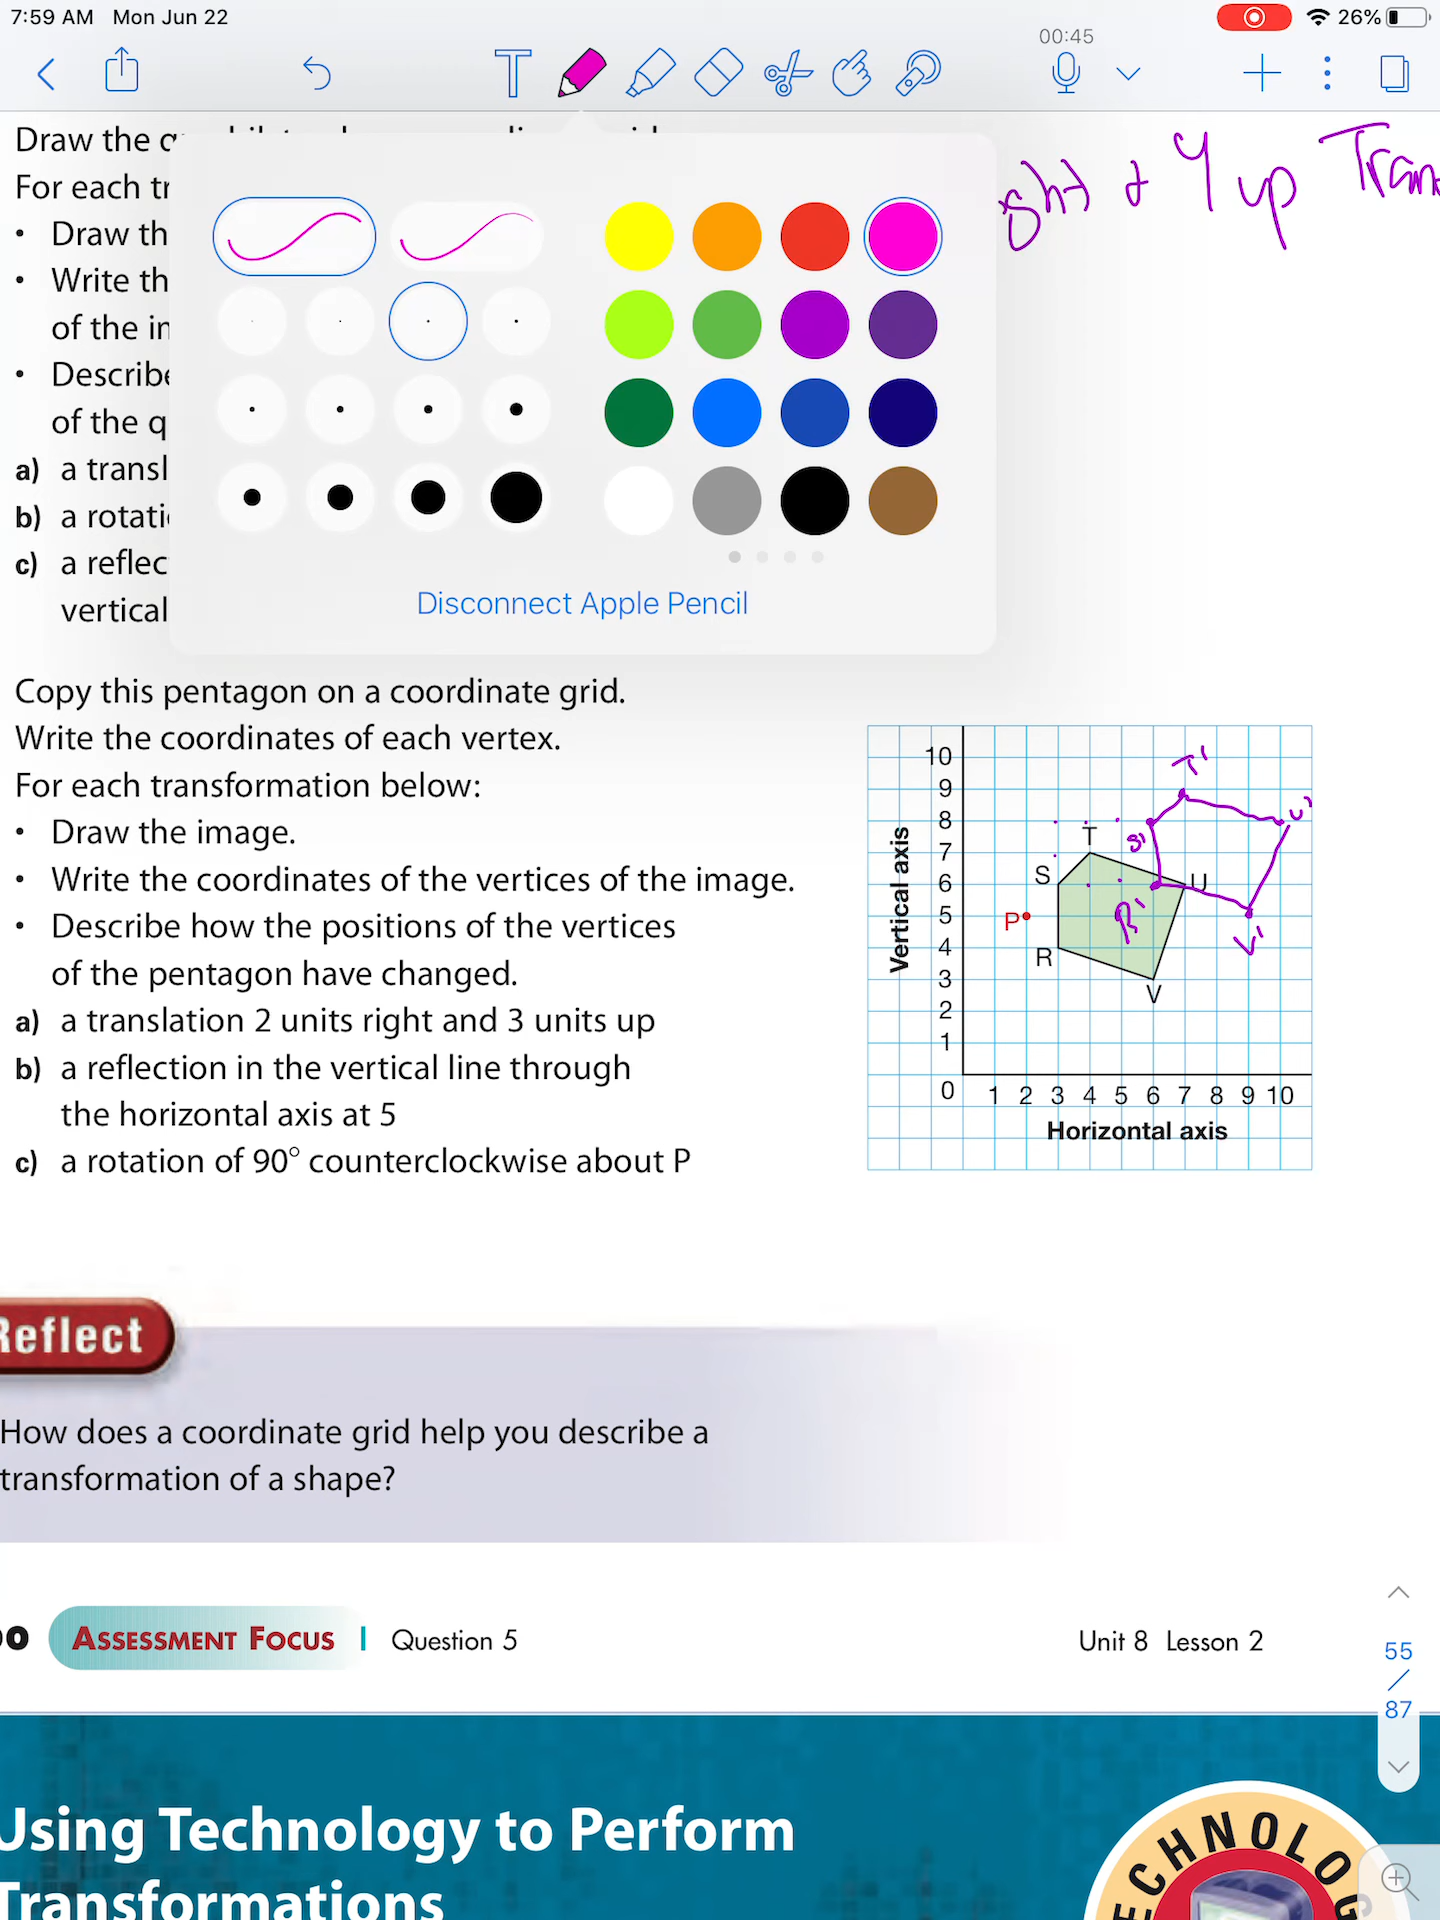 7:59 AM Mon Jun 22
26%
00:45
T
Draw the
For each tr
ght + 4 up Tran
• Draw th
• Write th
of the in
• Describe
of the q
a) a transl
b) a rotati
c) a reflec
vertical
Disconnect Apple Pencil
Copy this pentagon on a coordinate grid.
Write the coordinates of each vertex.
For each transformation below:
• Draw the image.
• Write the coordinates of the vertices of the image.
• Describe how the positions of the vertices
of the pentagon have changed.
a) a translation 2 units right and 3 units up
b) a reflection in the vertical line through
the horizontal axis at 5
c) a rotation of 90° counterclockwise about P
Vertical axis
10
9
8
7
6
5
4
3
2
1
0 1 2 3 4 5 6 7 8 9 10
Horizontal axis
T'
U'
S'
T
S
U
P
R'
V'
R
V
Reflect
How does a coordinate grid help you describe a
transformation of a shape?
ASSESSMENT FOCUS | Question 5
Unit 8 Lesson 2
55
/
87
Using Technology to Perform
Transformations
ECHNOLOG